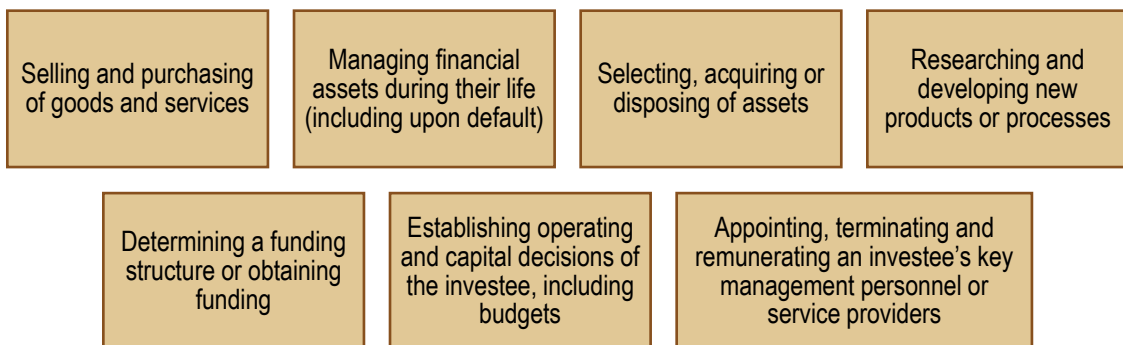 Selling and purchasing
of goods and services
Managing financial
assets during their life
(including upon default)
Selecting, acquiring or
disposing of assets
Researching and
developing new
products or processes
Determining a funding
structure or obtaining
funding
Establishing operating
and capital decisions of
the investee, including
budgets
Appointing, terminating and
remunerating an investee’s key
management personnel or
service providers